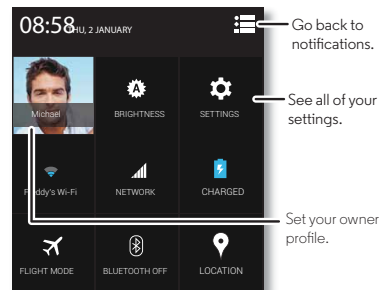 08:58 THU, 2 JANUARY
Go back to
notifications.
Michael
BRIGHTNESS
SETTINGS
See all of your
settings.
Freddy's Wi-Fi
NETWORK
CHARGED
Set your owner
profile.
FLIGHT MODE
BLUETOOTH OFF
LOCATION